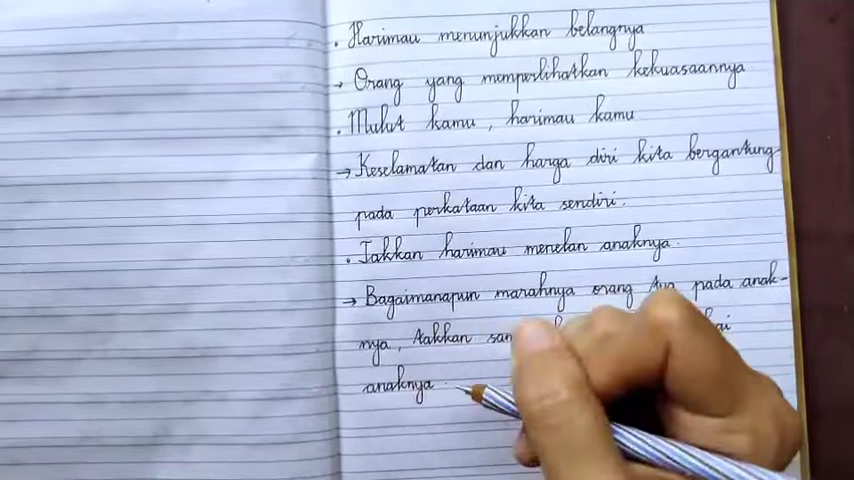 . Harimau menunjukkan belangnya
→ Orang yang memperlihatkan kekuasaannya
. Mulut kamu, harimau kamu
→ Keselamatan dan harga diri kita bergantung
pada perkataan kita sendiri.
. Takkan harimau menelan anaknya.
→ Bagaimanapun marahnya orang tua pada anak-
nya, takkan
anaknya.